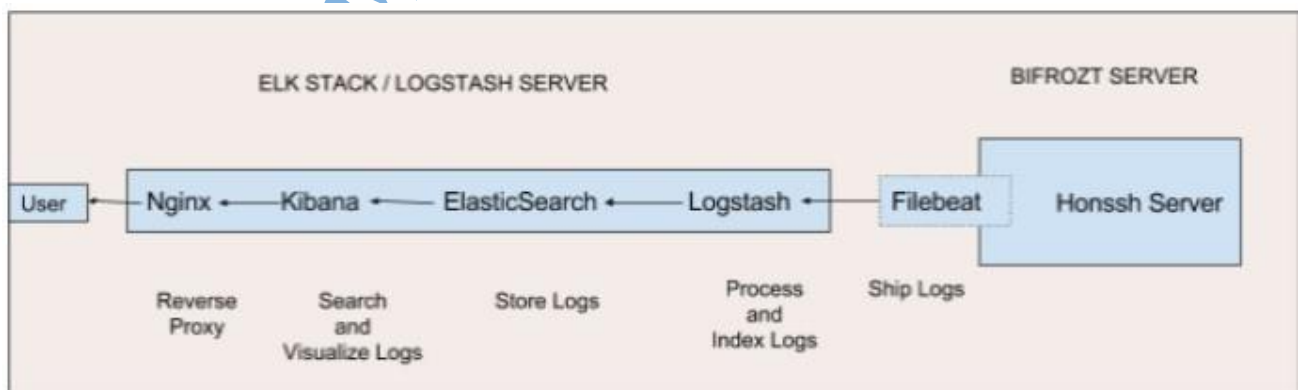 ELK STACK / LOGSTASH SERVER
BIFROZT SERVER
User
Nginx
Kibana
ElasticSearch
Logstash
Filebeat
Honssh Server
Reverse
Proxy
Search
and
Visualize Logs
Store Logs
Process
and
Index Logs
Ship Logs